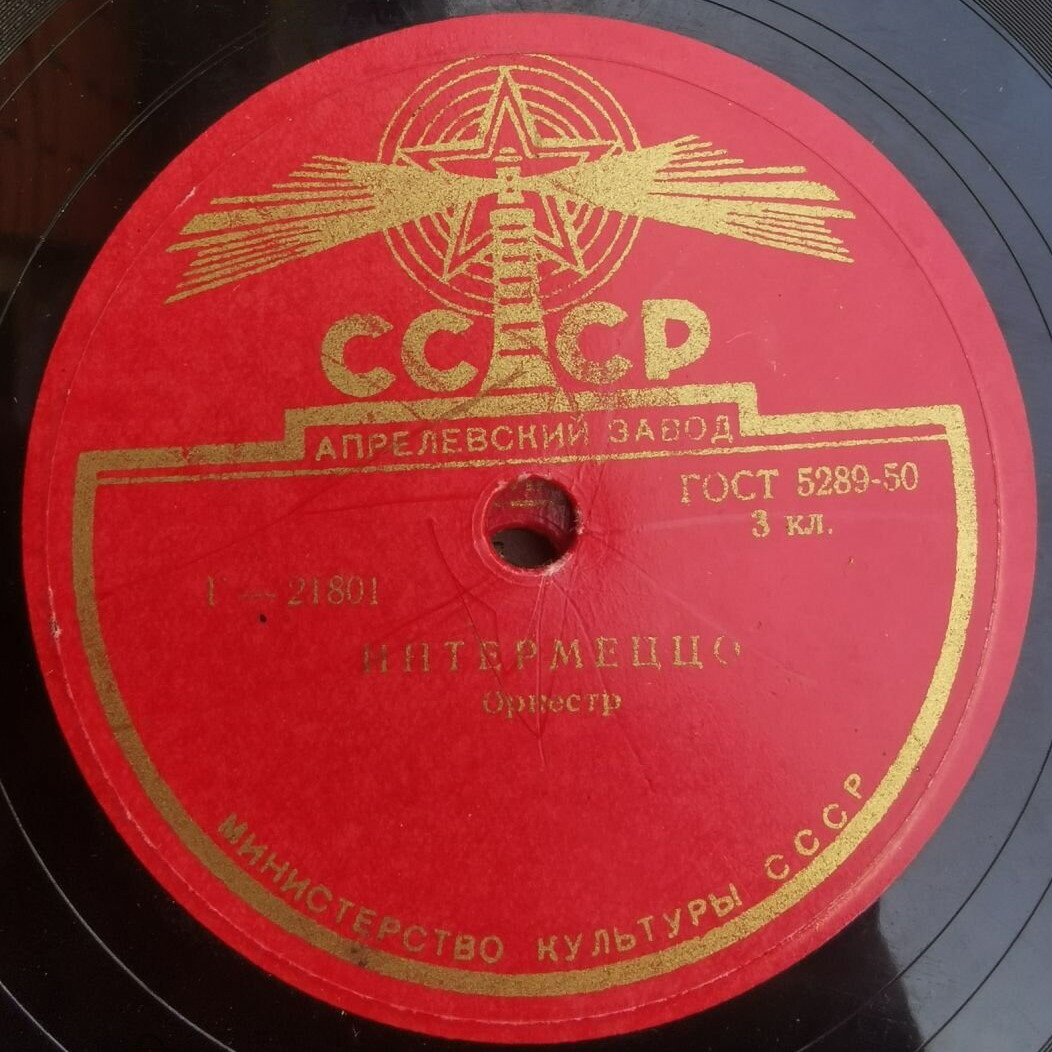 СССР
АПРЕЛЕВСКИЙ ЗАВОД
ГОСТ 5289-50
3 кл.
Г — 21801
ИНТЕРМЕЦЦО
Оркестр
МИНИСТЕРСТВО КУЛЬТУРЫ СССР